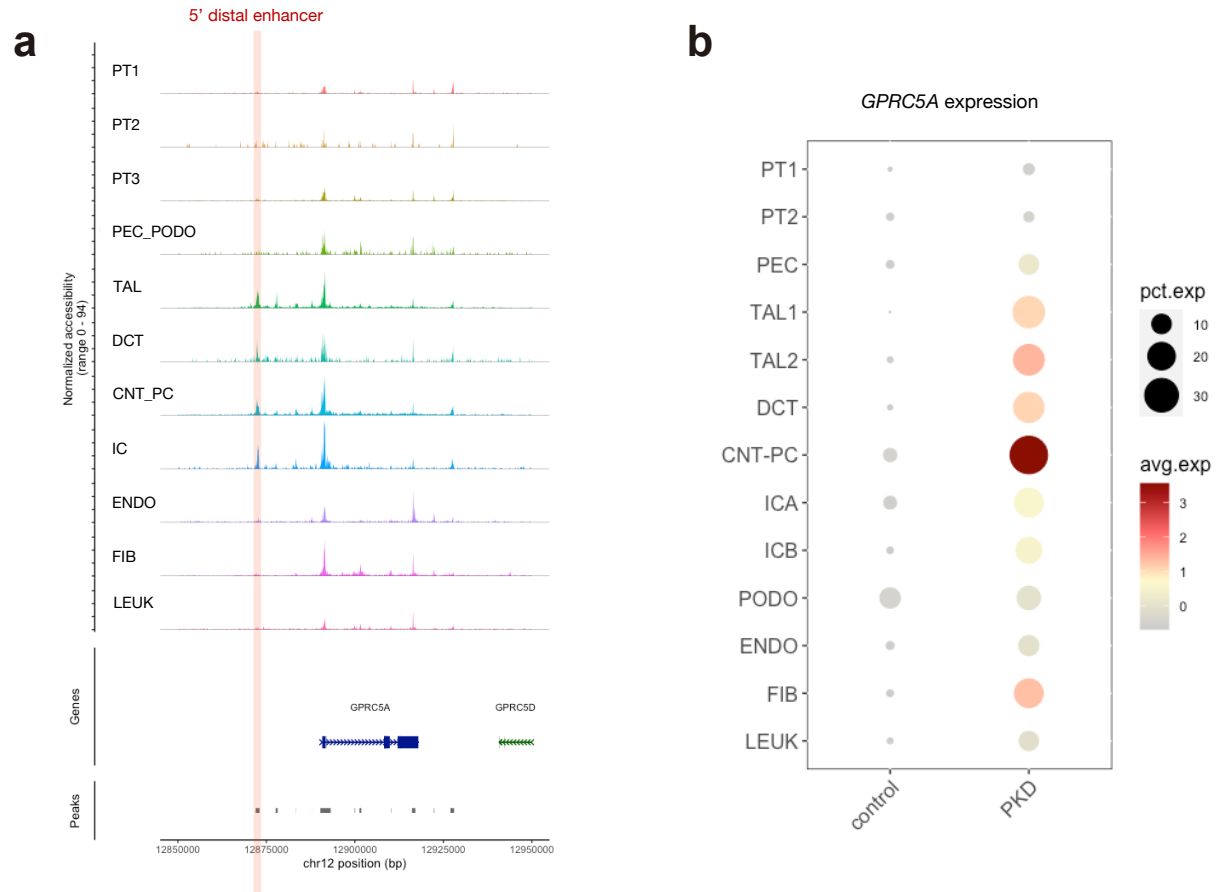 a
5’ distal enhancer
PT1
PT2
PT3
PEC_PODO
TAL
DCT
CNT_PC
IC
ENDO
FIB
LEUK
Normalized accessibility
(range 0 - 94)
Genes
GPRC5A
GPRC5D
Peaks
12850000
12875000
12900000
12925000
12950000
chr12 position (bp)
b
GPRC5A expression
PT1
PT2
PEC
TAL1
TAL2
DCT
CNT-PC
ICA
ICB
PODO
ENDO
FIB
LEUK
control
PKD
pct.exp
10
20
30
avg.exp
3
2
1
0